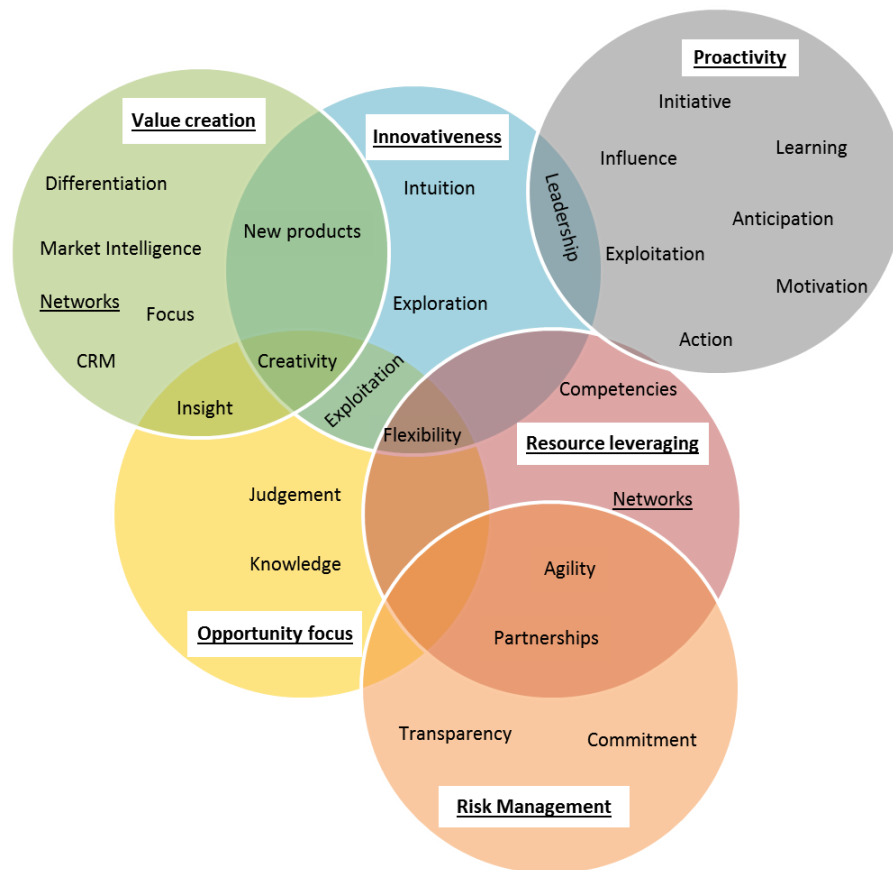 Proactivity
Initiative
Value creation
Innovativeness
Learning
Influence
Differentiation
Intuition
Leadership
Anticipation
New products
Market Intelligence
Exploitation
Motivation
Networks
Exploration
Focus
Action
CRM
Creativity
Exploitation
Competencies
Insight
Flexibility
Resource leveraging
Judgement
Networks
Knowledge
Agility
Opportunity focus
Partnerships
Transparency
Commitment
Risk Management